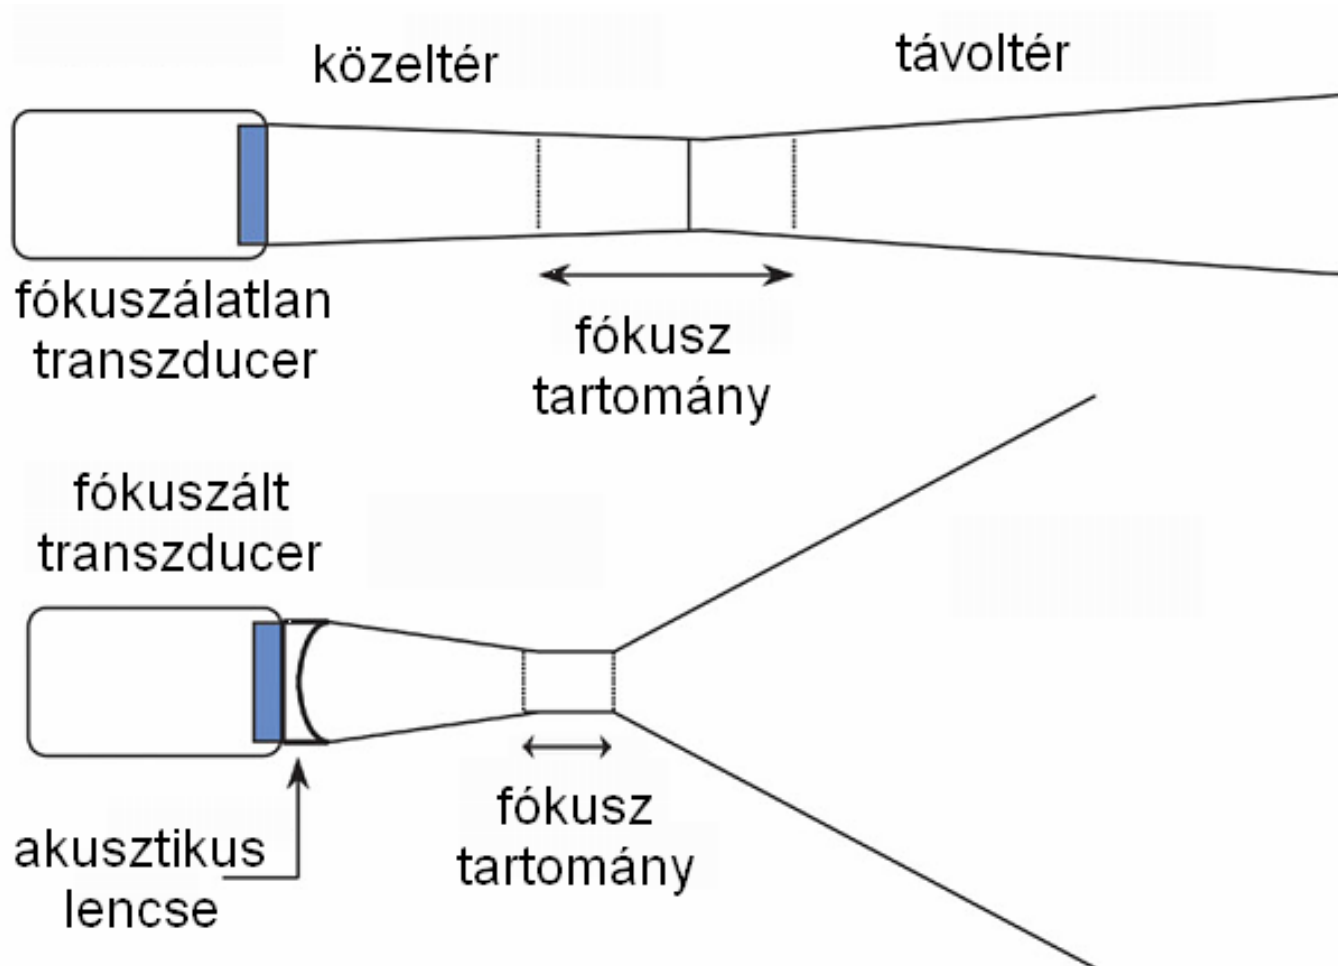 közeltér
távoltér
fókuszálatlan
transzducer
fókusz
tartomány
fókuszált
transzducer
fókusz
tartomány
akusztikus
lencse